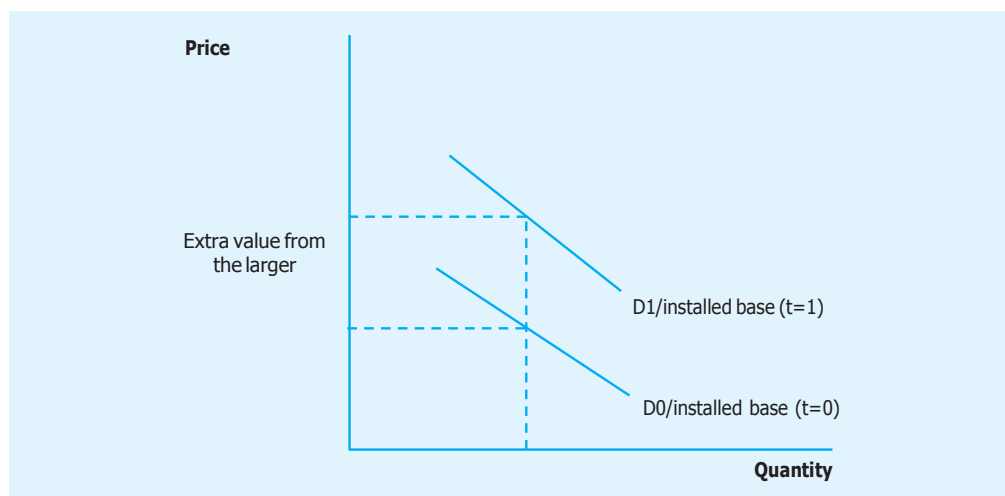 Price
Extra value from
the larger
D1/installed base (t=1)
D0/installed base (t=0)
Quantity